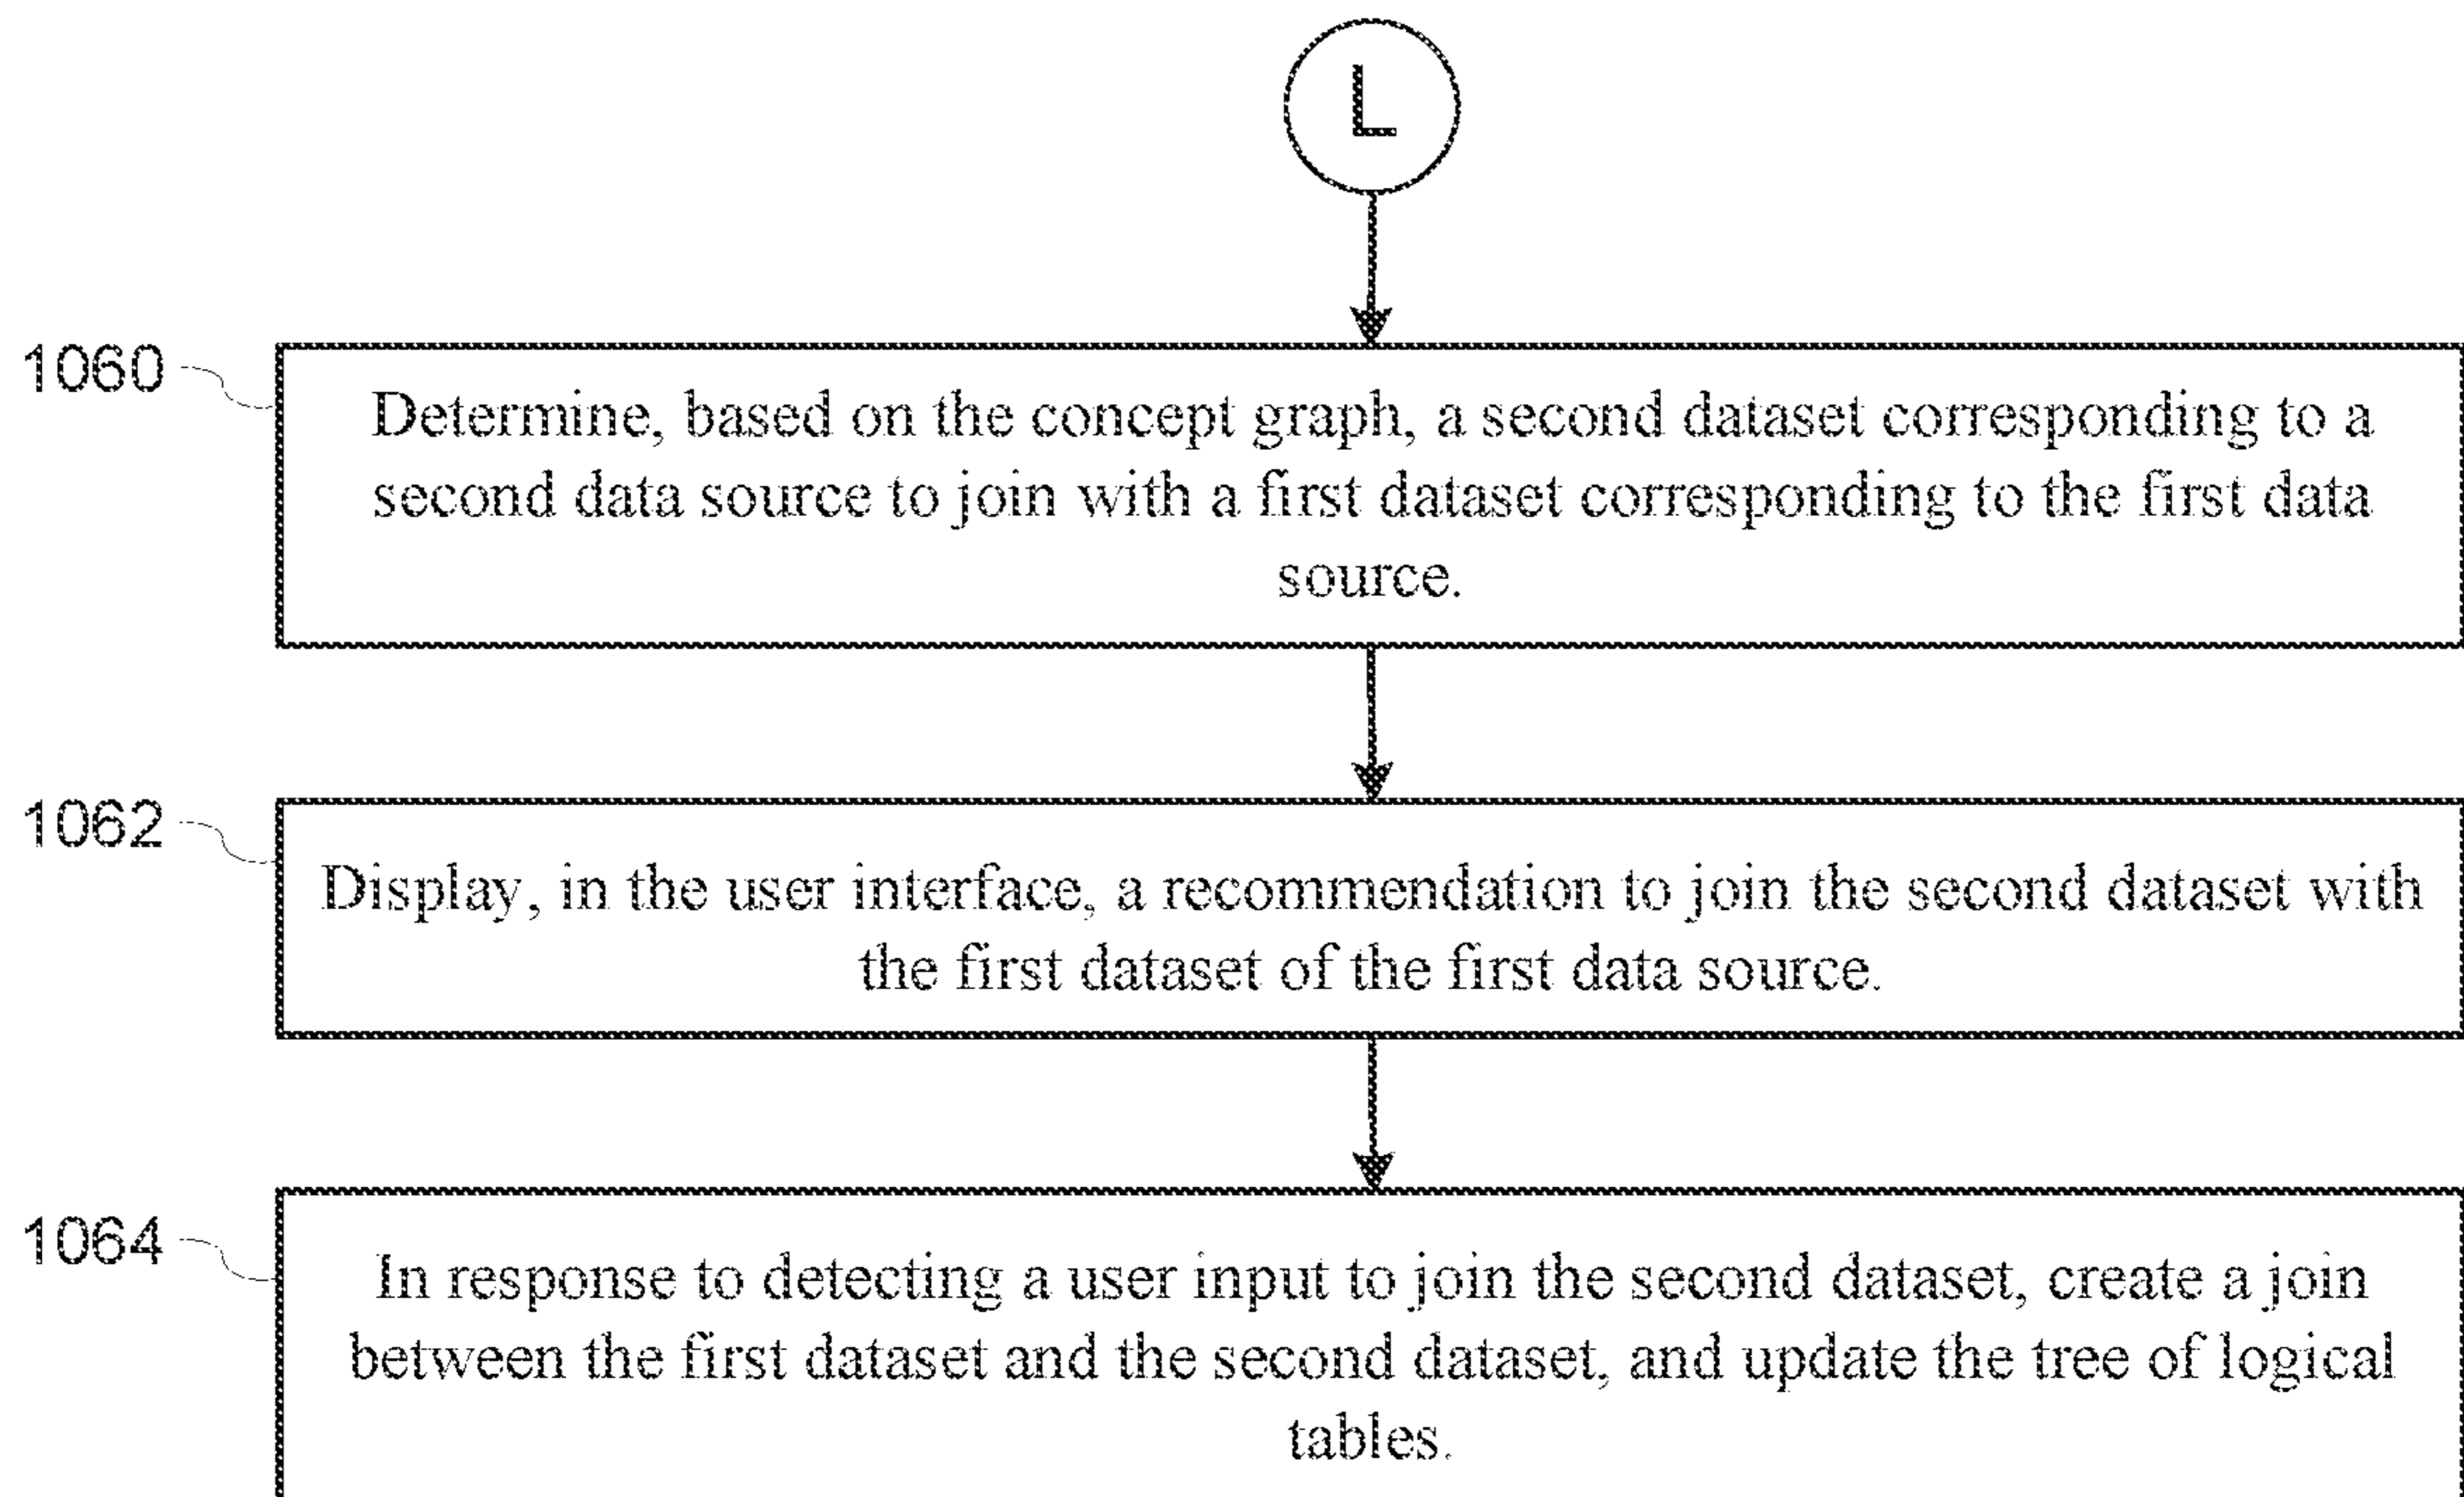 L
1060
Determine, based on the concept graph, a second dataset corresponding to a
second data source to join with a first dataset corresponding to the first data
source.
1062
Display, in the user interface, a recommendation to join the second dataset with
the first dataset of the first data source.
1064
In response to detecting a user input to join the second dataset, create a join
between the first dataset and the second dataset, and update the tree of logical
tables.